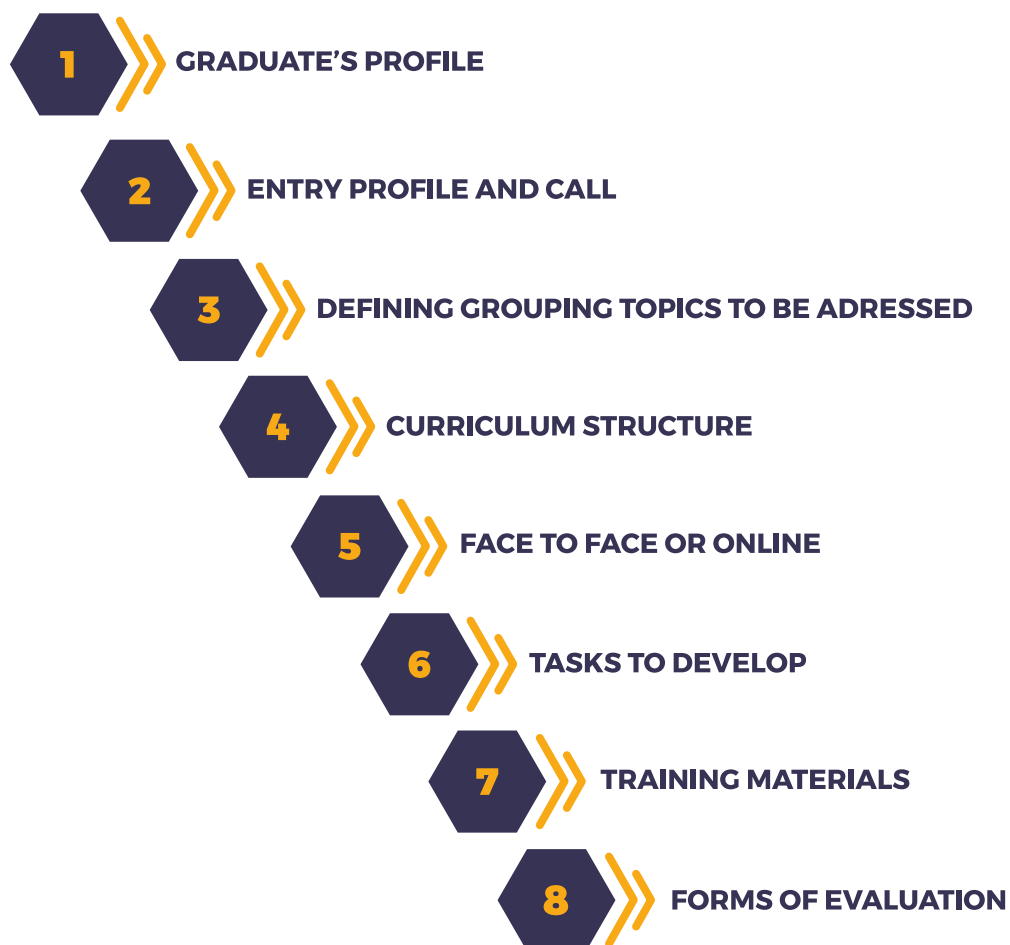 1 GRADUATE’S PROFILE
2 ENTRY PROFILE AND CALL
3 DEFINING GROUPING TOPICS TO BE ADRESSED
4 CURRICULUM STRUCTURE
5 FACE TO FACE OR ONLINE
6 TASKS TO DEVELOP
7 TRAINING MATERIALS
8 FORMS OF EVALUATION